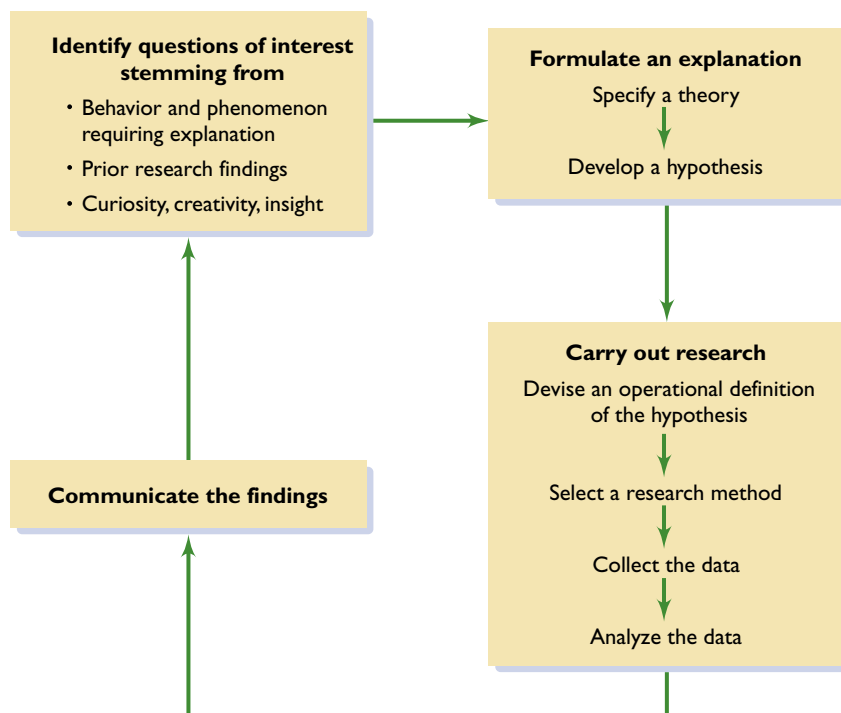 Identify questions of interest
stemming from
• Behavior and phenomenon
requiring explanation
• Prior research findings
• Curiosity, creativity, insight
Formulate an explanation
Specify a theory
Develop a hypothesis
Carry out research
Devise an operational definition
of the hypothesis
Select a research method
Collect the data
Analyze the data
Communicate the findings